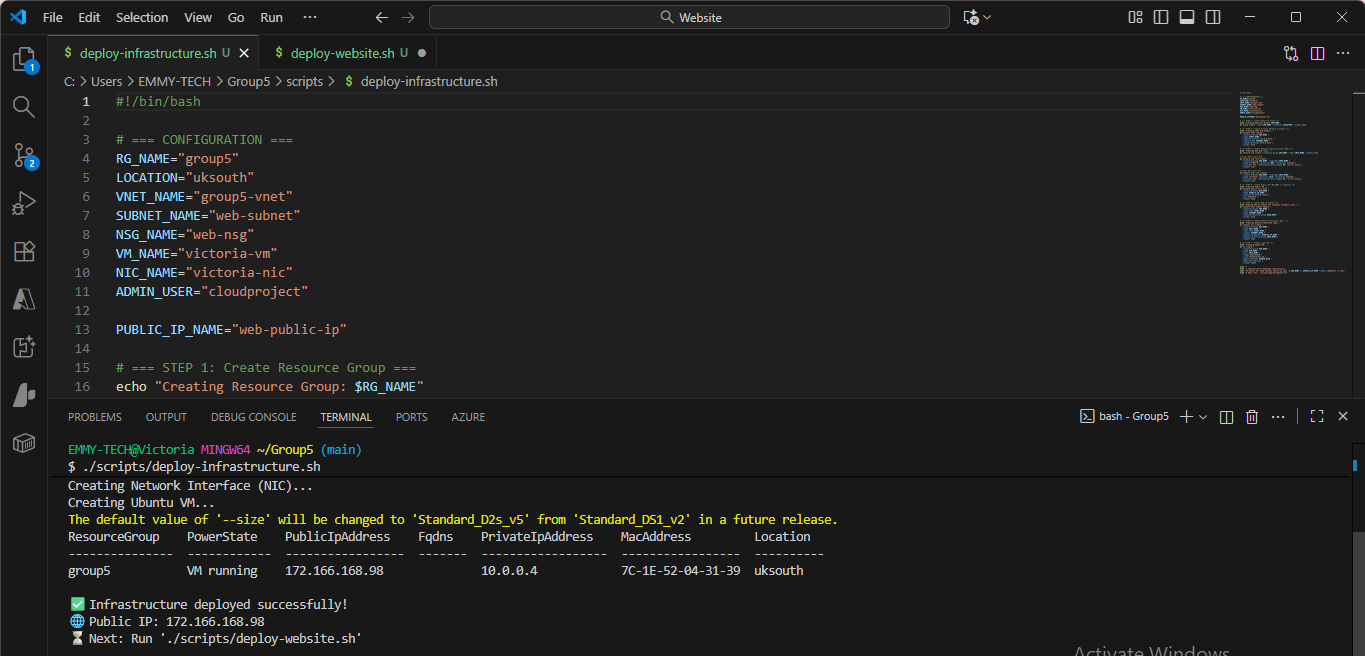 File Edit Selection View Go Run ··· Website
$ deploy-infrastructure.sh U $ deploy-website.sh U
C: > Users > EMMY-TECH > Group5 > scripts > $ deploy-infrastructure.sh
1 #!/bin/bash
2
3 # === CONFIGURATION ===
4 RG_NAME="group5"
5 LOCATION="uksouth"
6 VNET_NAME="group5-vnet"
7 SUBNET_NAME="web-subnet"
8 NSG_NAME="web-nsg"
9 VM_NAME="victoria-vm"
10 NIC_NAME="victoria-nic"
11 ADMIN_USER="cloudproject"
12
13 PUBLIC_IP_NAME="web-public-ip"
14
15 # === STEP 1: Create Resource Group ===
16 echo "Creating Resource Group: $RG_NAME"
1
2
PROBLEMS OUTPUT DEBUG CONSOLE TERMINAL PORTS AZURE bash - Group5
EMMY-TECH@Victoria MINGW64 ~/Group5 (main)
$ ./scripts/deploy-infrastructure.sh
Creating Network Interface (NIC)...
Creating Ubuntu VM...
The default value of '--size' will be changed to 'Standard_D2s_v5' from 'Standard_DS1_v2' in a future release.
ResourceGroup PowerState PublicIpAddress Fqdns PrivateIpAddress MacAddress Location
--------------- ------------ ----------------- ------- ------------------ ----------------- ----------
group5 VM running 172.166.168.98 10.0.0.4 7C-1E-52-04-31-39 uksouth
✅ Infrastructure deployed successfully!
🌐 Public IP: 172.166.168.98
⏳ Next: Run './scripts/deploy-website.sh'
Activate Windows